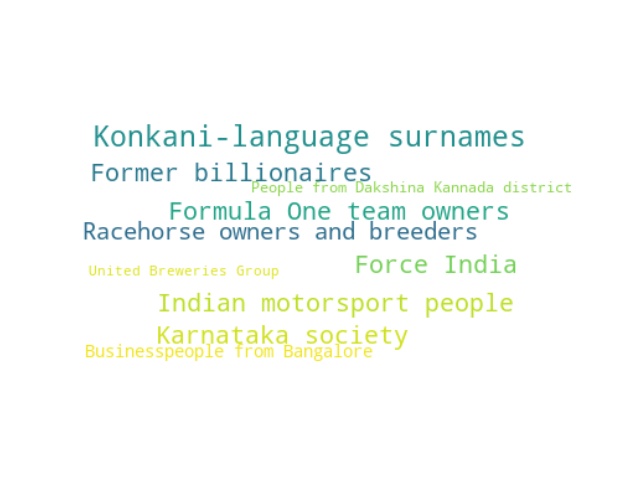 Konkani-language surnames
Former billionaires
People from Dakshina Kannada district
Formula One team owners
Racehorse owners and breeders
Force India
United Breweries Group
Indian motorsport people
Karnataka society
Businesspeople from Bangalore